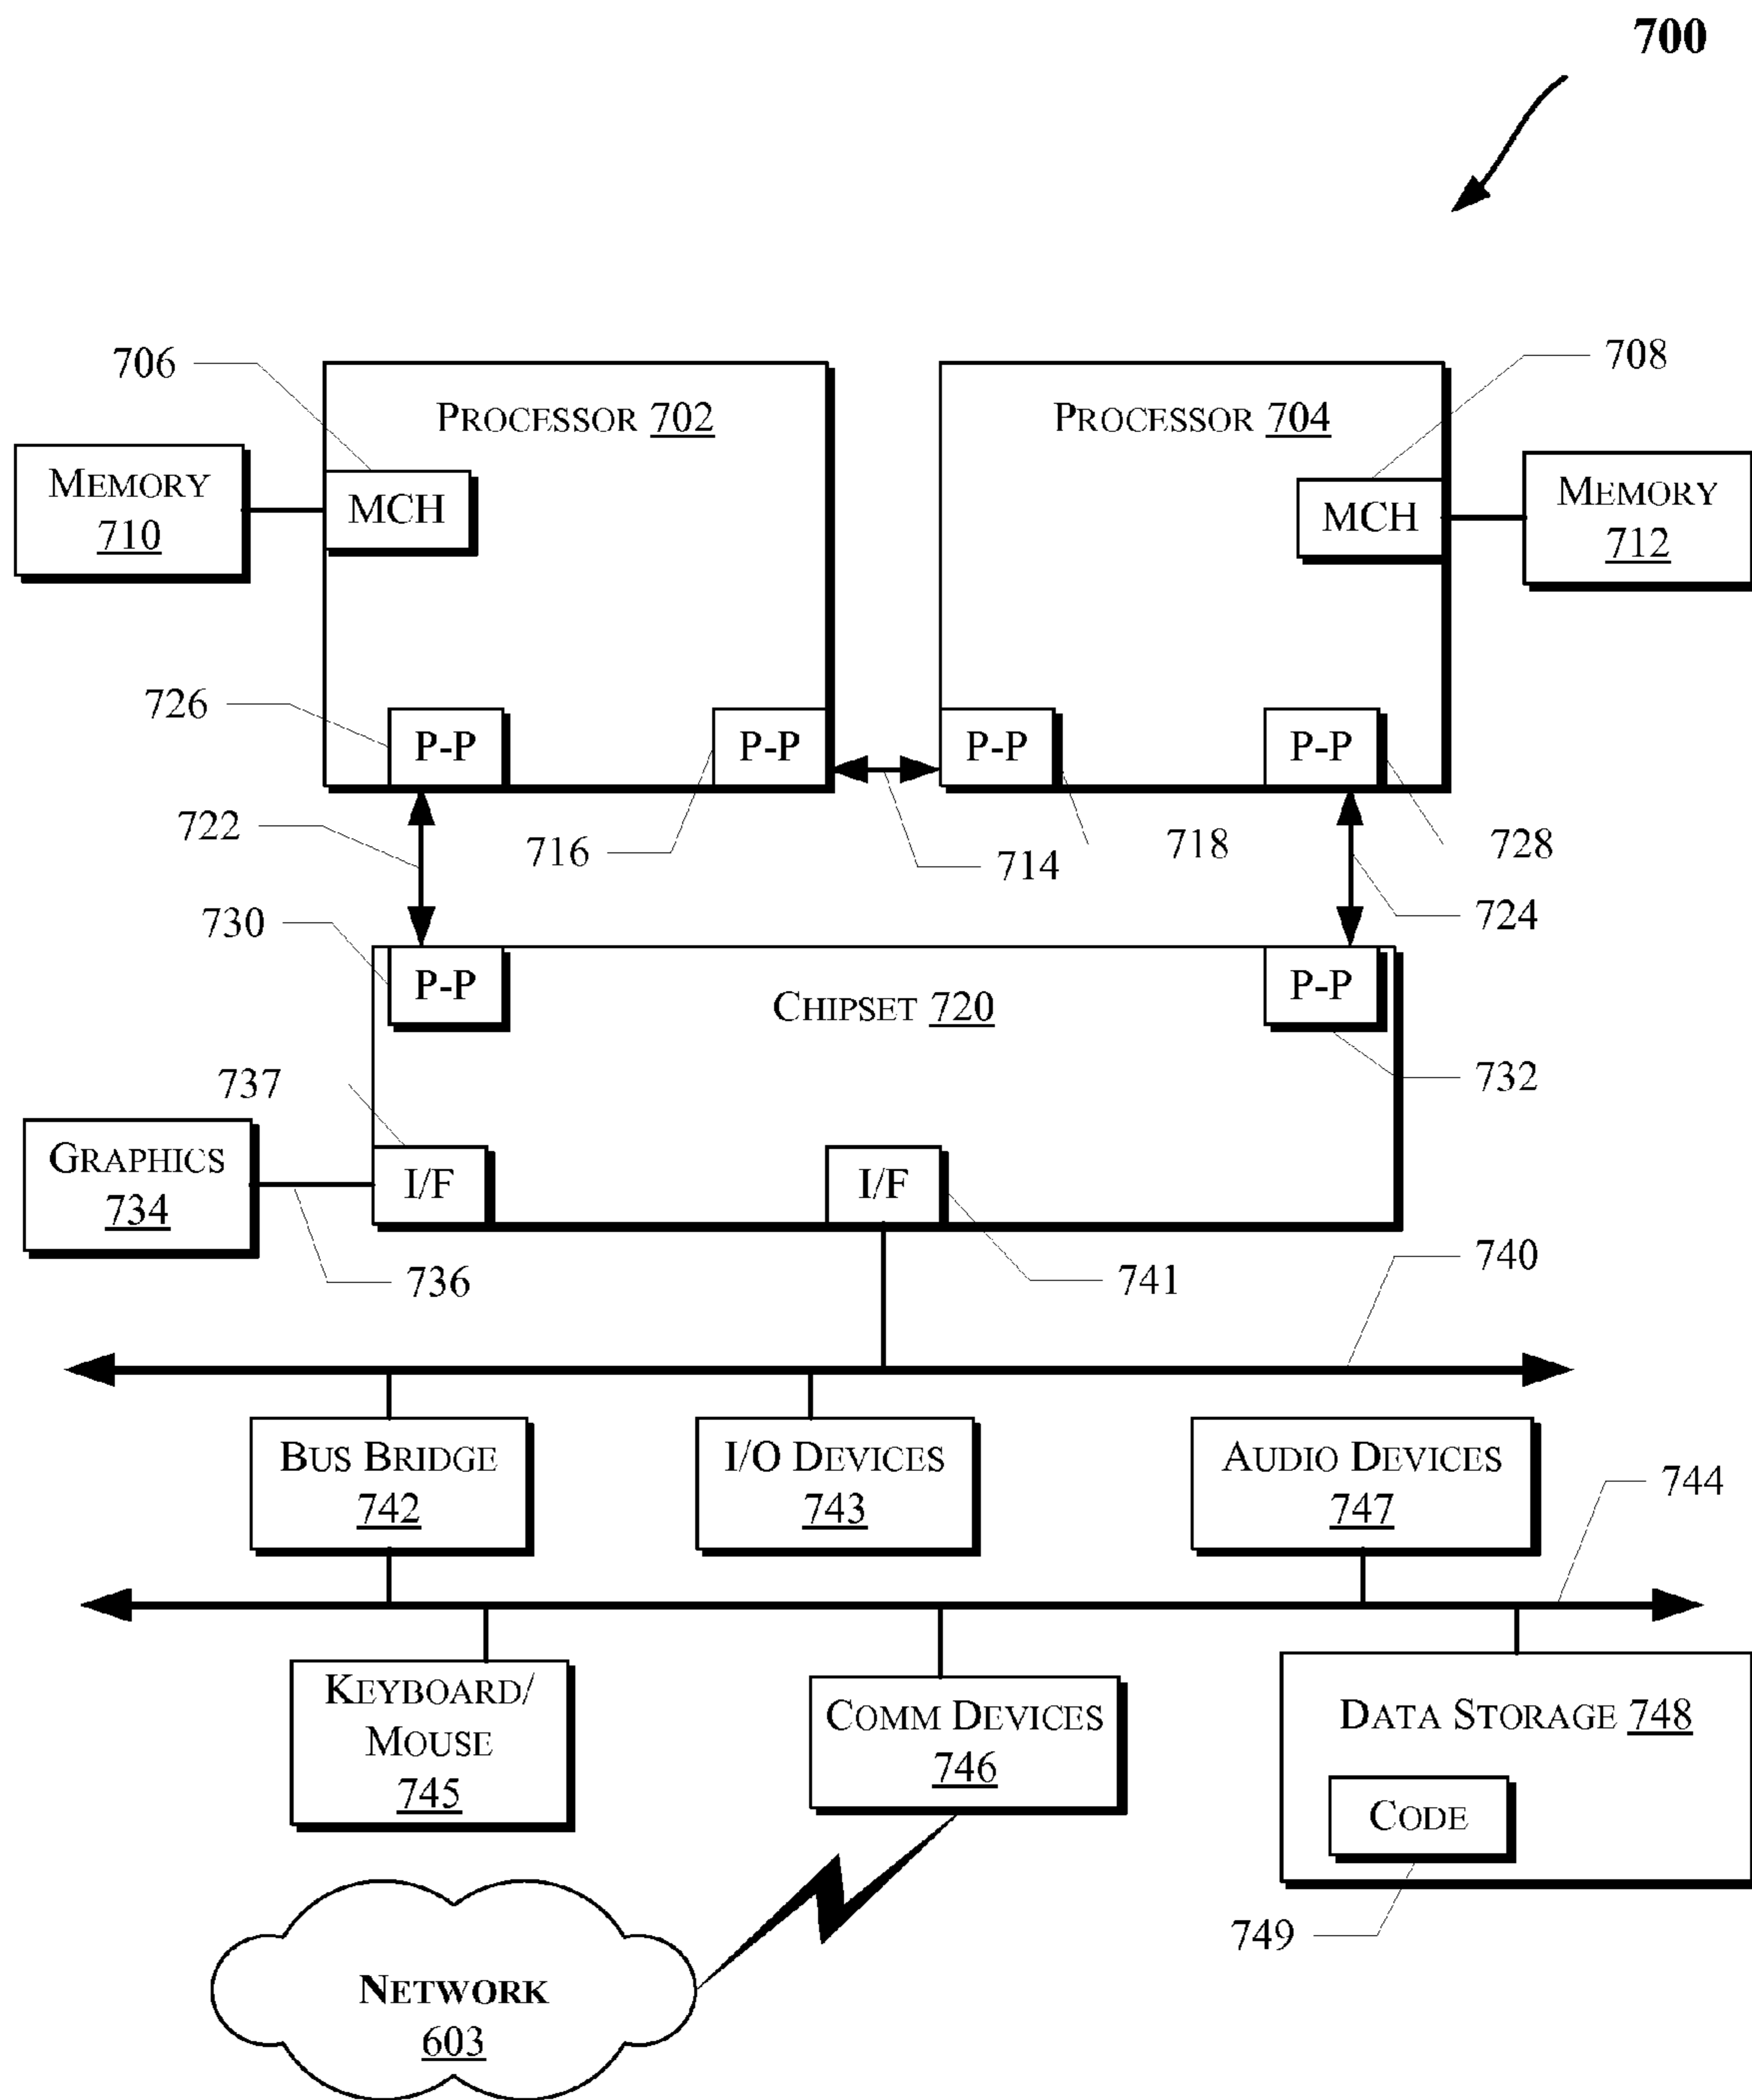 700
706
708
PROCESSOR 702
PROCESSOR 704
MEMORY
710
MCH
MCH
MEMORY
712
726
P-P
P-P
P-P
P-P
722
716
714
718
728
724
730
P-P
CHIPSET 720
P-P
732
737
GRAPHICS
734
I/F
I/F
736
741
740
BUS BRIDGE
742
I/O DEVICES
743
AUDIO DEVICES
747
744
KEYBOARD/
MOUSE
745
COMM DEVICES
746
DATA STORAGE 748
CODE
749
NETWORK
603